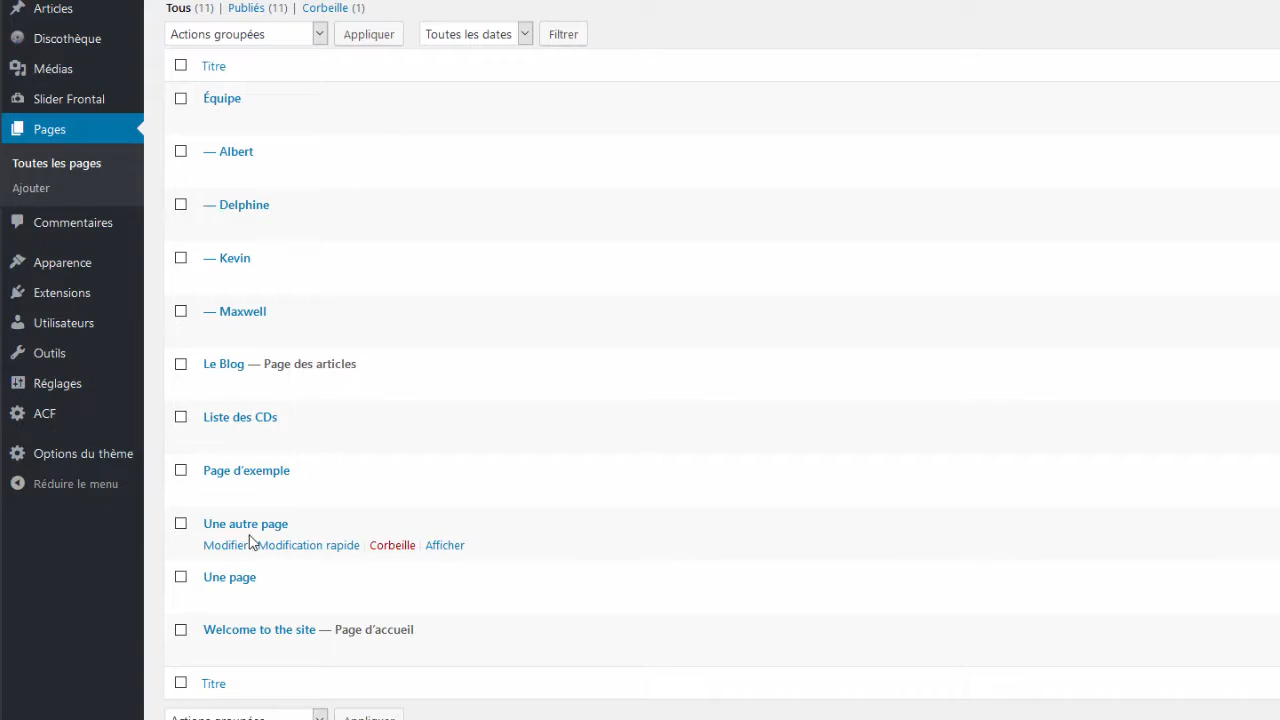 Articles
Discothèque
Médias
Slider Frontal
Pages
Toutes les pages
Ajouter
Commentaires
Apparence
Extensions
Utilisateurs
Outils
Réglages
ACF
Options du thème
Réduire le menu
Tous (11) | Publiés (11) | Corbeille (1)
Actions groupées Appliquer Toutes les dates Filtrer
Titre
Équipe
— Albert
— Delphine
— Kevin
— Maxwell
Le Blog — Page des articles
Liste des CDs
Page d’exemple
Une autre page
Modifier Modification rapide | Corbeille | Afficher
Une page
Welcome to the site — Page d’accueil
Titre
Actions groupées Appliquer